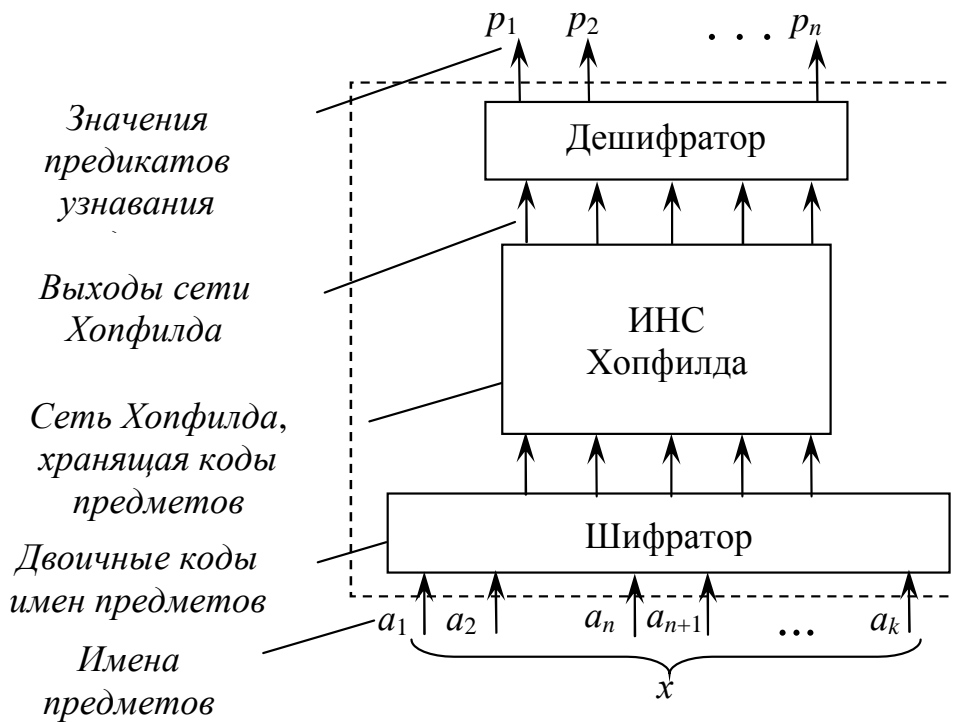 p1 p2 . . . pn
Значения
предикатов
узнавания
Дешифратор
Выходы сети
Хопфилда
ИНС
Хопфилда
Сеть Хопфилда,
хранящая коды
предметов
Шифратор
Двоичные коды
имен предметов
a1 a2 an an+1 ... ak
Имена
предметов
x